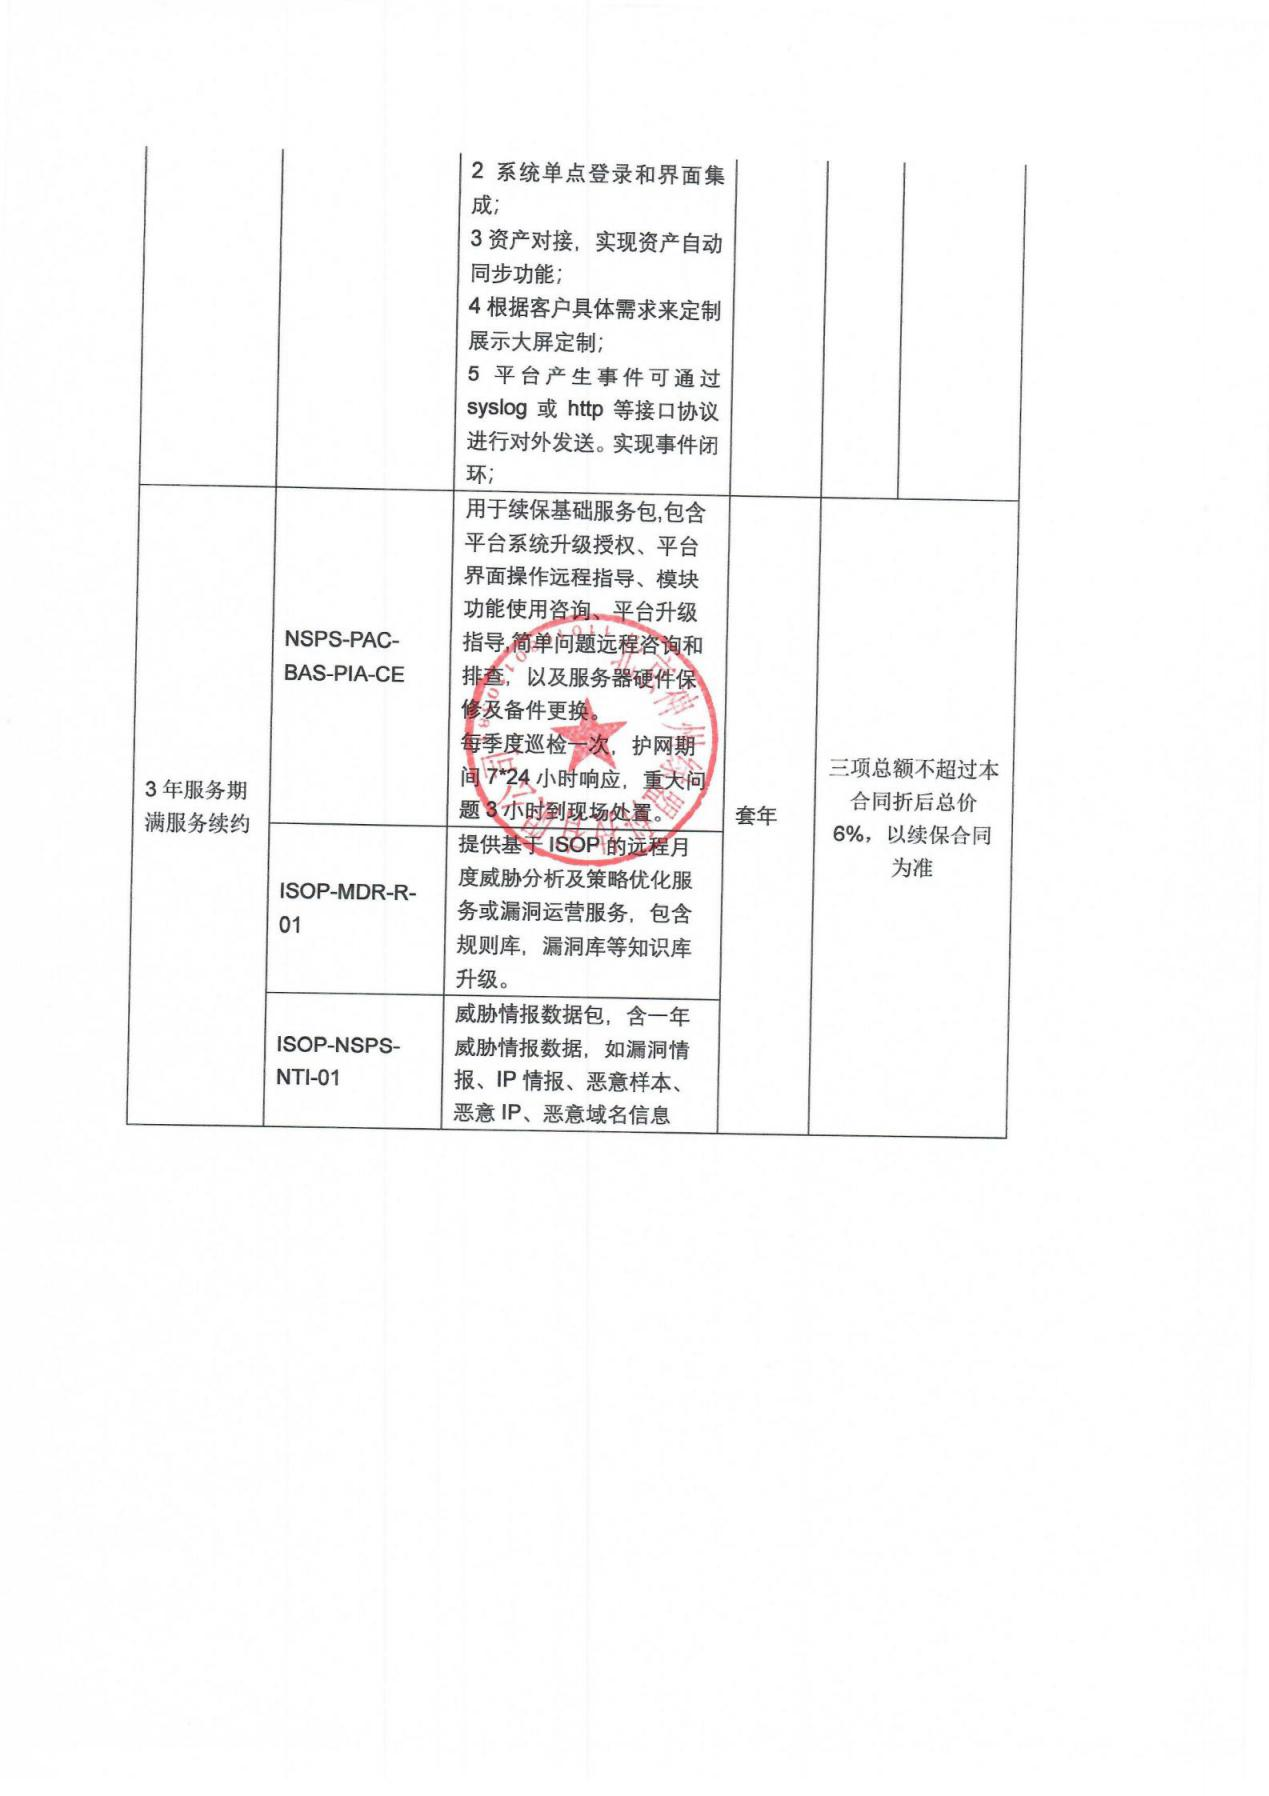 2 系统单点登录和界面集
成;
3 资产对接，实现资产自动
同步功能;
4 根据客户具体需求来定制
展示大屏定制;
5 平台产生事件可通过
syslog 或 http 等接口协议
进行对外发送。实现事件闭
环;
3 年服务期
满服务续约
NSPS-PAC-
BAS-PIA-CE
用于续保基础服务包,包含
平台系统升级授权、平台
界面操作远程指导、模块
功能使用咨询、平台升级
指导,简单问题远程咨询和
排查，以及服务器硬件保
修及备件更换。
每季度巡检一次，护网期
间 7*24 小时响应，重大问
题 3 小时到现场处置。
ISOP-MDR-R-
01
提供基于 ISOP 的远程月
度威胁分析及策略优化服
务或漏洞运营服务，包含
规则库，漏洞库等知识库
升级。
ISOP-NSPS-
NTI-01
威胁情报数据包，含一年
威胁情报数据，如漏洞情
报、IP 情报、恶意样本、
恶意 IP、恶意域名信息
套年
三项总额不超过本
合同折后总价
6%，以续保合同
为准
北京神州绿盟科技有限公司